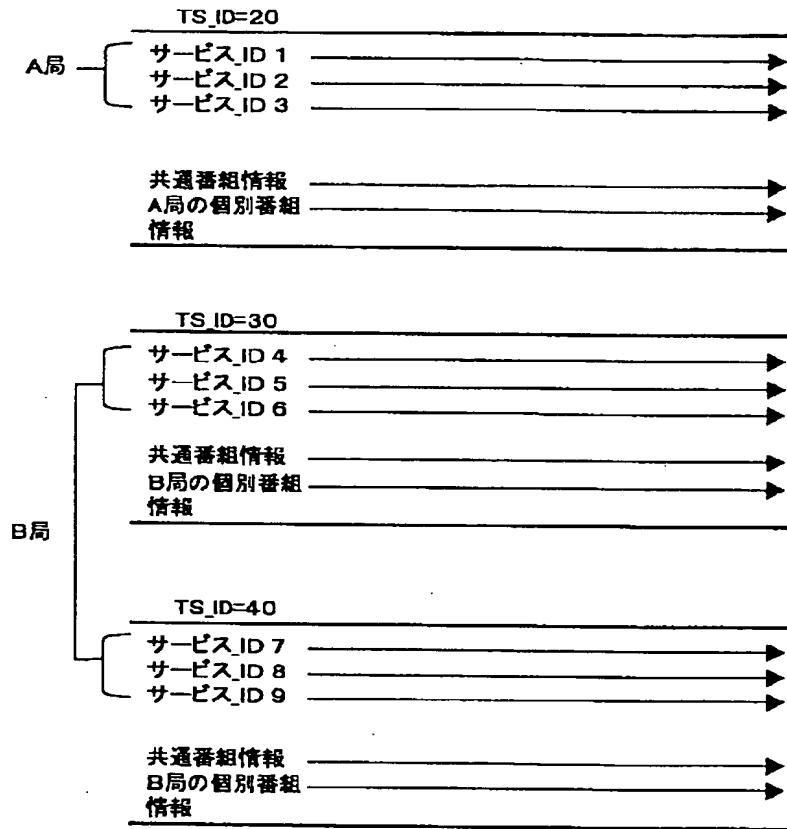 TS_ID=20
A局
サービス_ID 1
サービス_ID 2
サービス_ID 3
共通番組情報
A局の個別番組
情報
TS_ID=30
サービス_ID 4
サービス_ID 5
サービス_ID 6
共通番組情報
B局の個別番組
情報
B局
TS_ID=40
サービス_ID 7
サービス_ID 8
サービス_ID 9
共通番組情報
B局の個別番組
情報